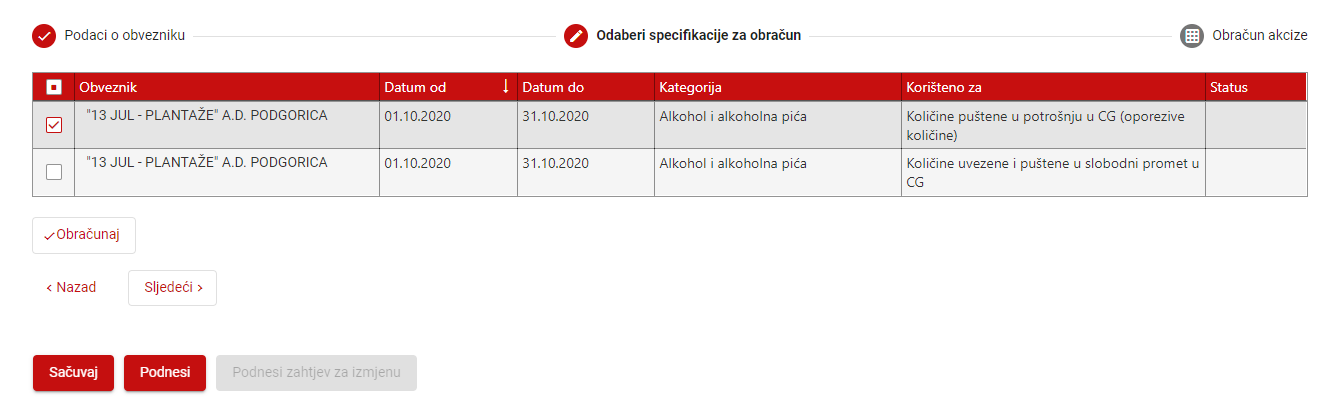 Podaci o obvezniku
Odaberi specifikacije za obračun
Obračun akcize
Obveznik Datum od ↓ Datum do Kategorija Korišteno za Status
"13 JUL - PLANTAŽE" A.D. PODGORICA 01.10.2020 31.10.2020 Alkohol i alkoholna pića Količine puštene u potrošnju u CG (oporezive
količine)
"13 JUL - PLANTAŽE" A.D. PODGORICA 01.10.2020 31.10.2020 Alkohol i alkoholna pića Količine uvezene i puštene u slobodni promet u
CG
Obračunaj
‹ Nazad
Sljedeći ›
Sačuvaj
Podnesi
Podnesi zahtjev za izmjenu